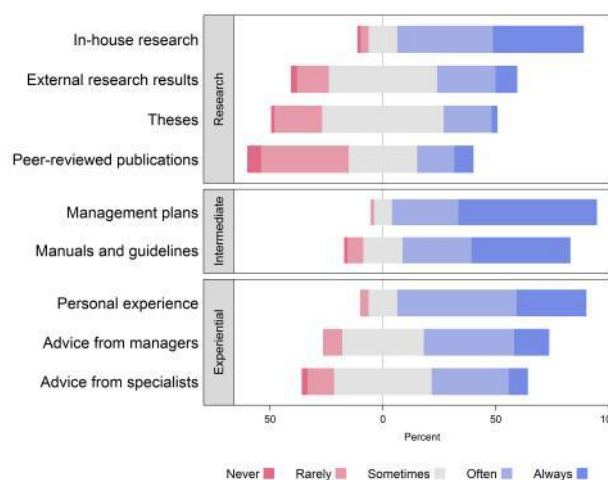 In-house research
External research results
Theses
Peer-reviewed publications
Research
Management plans
Manuals and guidelines
Intermediate
Personal experience
Advice from managers
Advice from specialists
Experiential
50 0 50 100
Percent
Never Rarely Sometimes Often Always